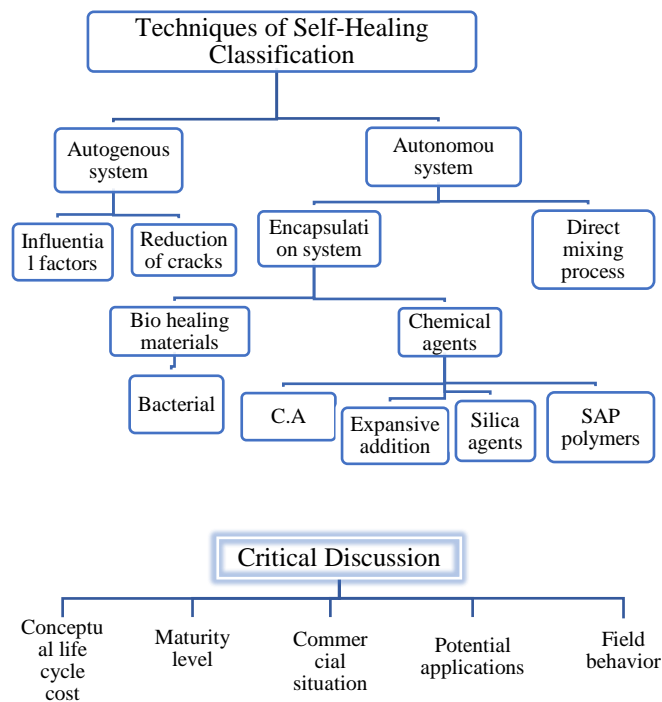 Techniques of Self-Healing
Classification
Autogenous
system
Autonomou
system
Influentia
l factors
Reduction
of cracks
Encapsulati
on system
Direct
mixing
process
Bio healing
materials
Chemical
agents
Bacterial
C.A
Expansive
addition
Silica
agents
SAP
polymers
Critical Discussion
Conceptu
al life
cycle
cost
Maturity
level
Commer
cial
situation
Potential
applications
Field
behavior